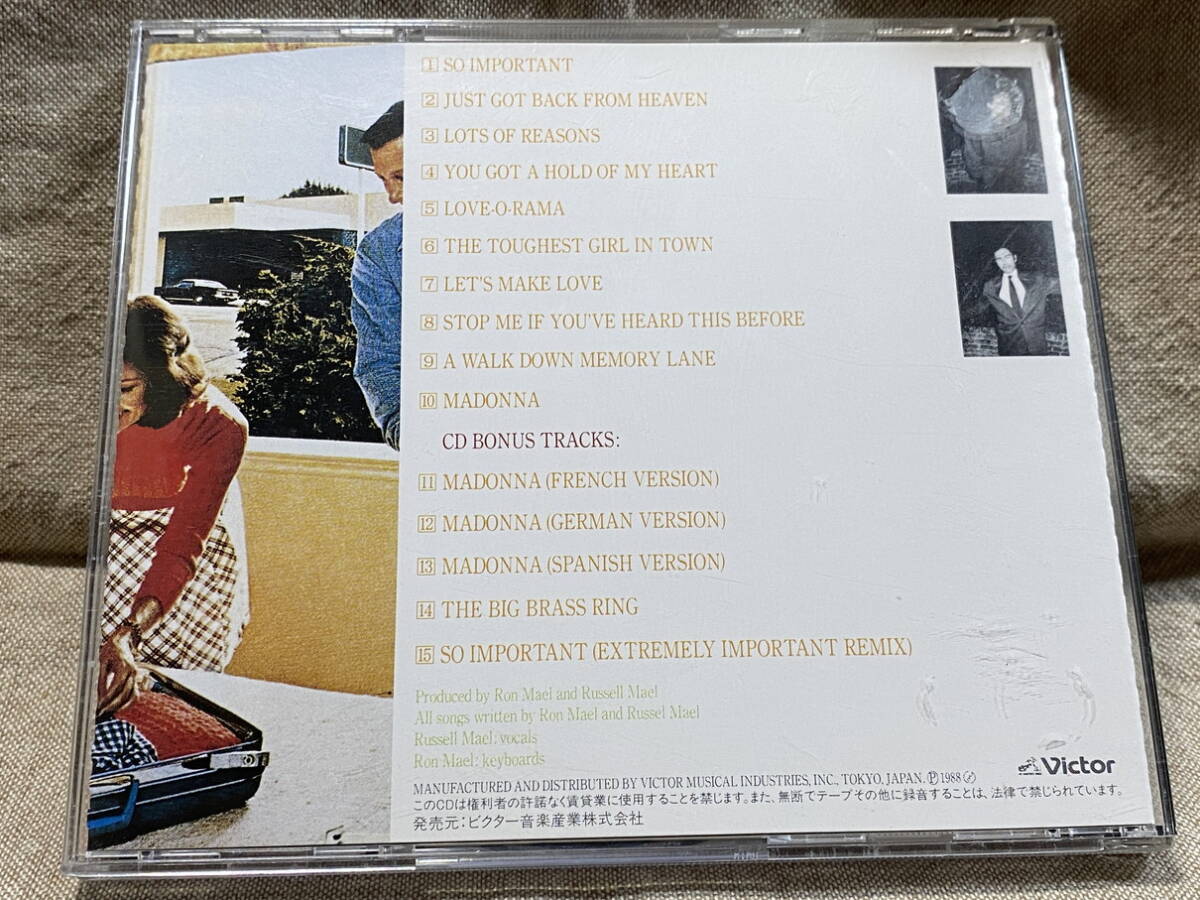 1 SO IMPORTANT
2 JUST GOT BACK FROM HEAVEN
3 LOTS OF REASONS
4 YOU GOT A HOLD OF MY HEART
5 LOVE-O-RAMA
6 THE TOUGHEST GIRL IN TOWN
7 LET'S MAKE LOVE
8 STOP ME IF YOU'VE HEARD THIS BEFORE
9 A WALK DOWN MEMORY LANE
10 MADONNA
CD BONUS TRACKS:
11 MADONNA (FRENCH VERSION)
12 MADONNA (GERMAN VERSION)
13 MADONNA (SPANISH VERSION)
14 THE BIG BRASS RING
15 SO IMPORTANT (EXTREMELY IMPORTANT REMIX)
Produced by Ron Mael and Russell Mael
All songs written by Ron Mael and Russel Mael
Russell Mael: vocals
Ron Mael: keyboards
Victor
MANUFACTURED AND DISTRIBUTED BY VICTOR MUSICAL INDUSTRIES, INC., TOKYO, JAPAN. Ⓟ1988
このCDは権利者の許諾なく賃貸業に使用することを禁じます。また、無断でテープその他に録音することは、法律で禁じられています。
発売元:ビクター音楽産業株式会社